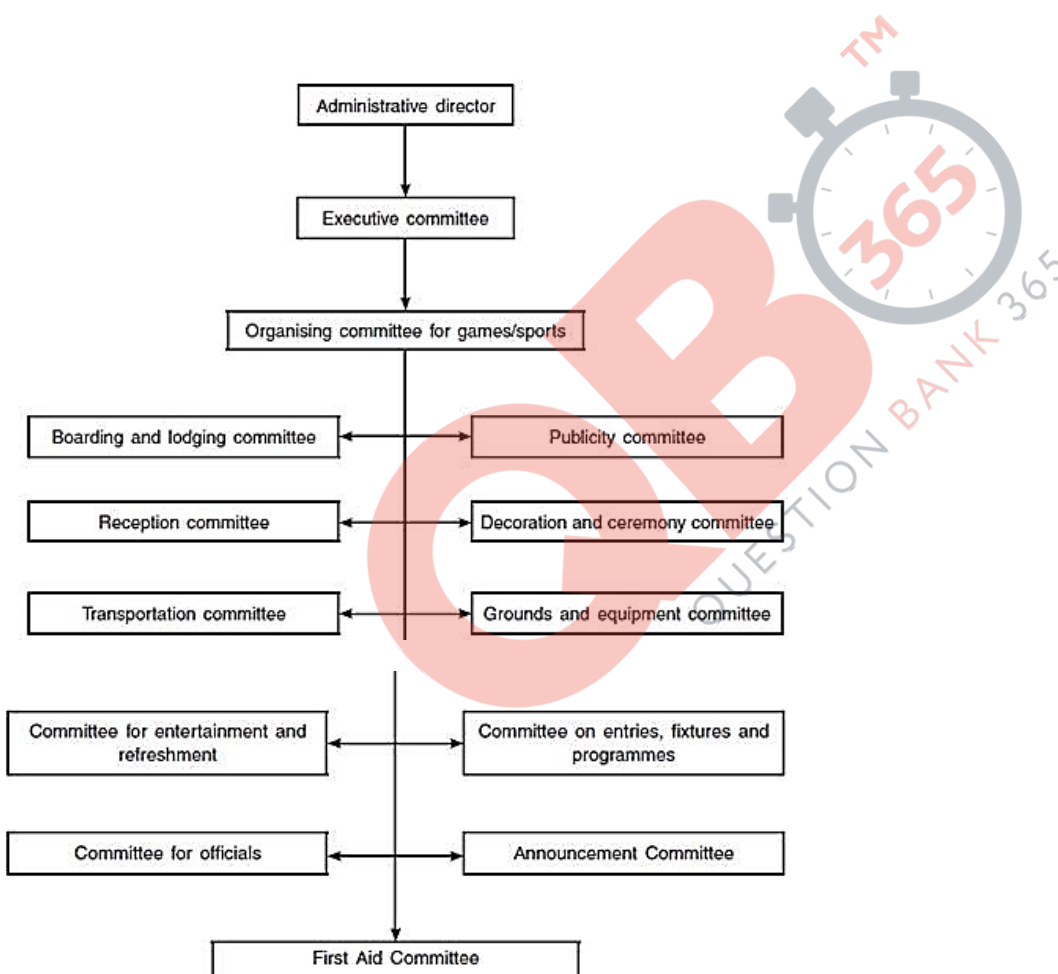 TM
365
QB
QUESTION BANK 365
Administrative director
Executive committee
Organising committee for games/sports
Boarding and lodging committee
Publicity committee
Reception committee
Decoration and ceremony committee
Transportation committee
Grounds and equipment committee
Committee for entertainment and
refreshment
Committee on entries, fixtures and
programmes
Committee for officials
Announcement Committee
First Aid Committee